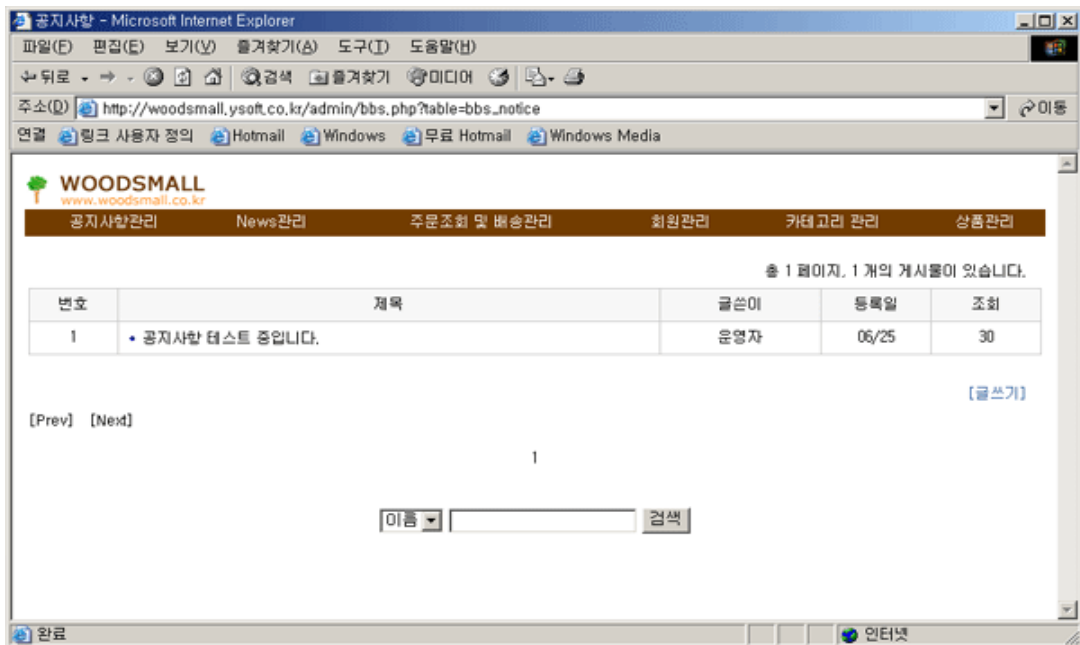 공지사항 - Microsoft Internet Explorer
파일(F) 편집(E) 보기(V) 즐겨찾기(A) 도구(T) 도움말(H)
뒤로 검색 즐겨찾기 미디어
주소(D) http://woodsmall.ysoft.co.kr/admin/bbs.php?table=bbs_notice 이동
연결 링크 사용자 정의 Hotmail Windows 무료 Hotmail Windows Media
WOODSMALL
www.woodsmall.co.kr
공지사항관리 News관리 주문조회 및 배송관리 회원관리 카테고리 관리 상품관리
총 1 페이지, 1 개의 게시물이 있습니다.
번호 제목 글쓴이 등록일 조회
1 • 공지사항 테스트 중입니다. 운영자 06/25 30
[글쓰기]
[Prev] [Next]
1
이름 검색
완료 인터넷